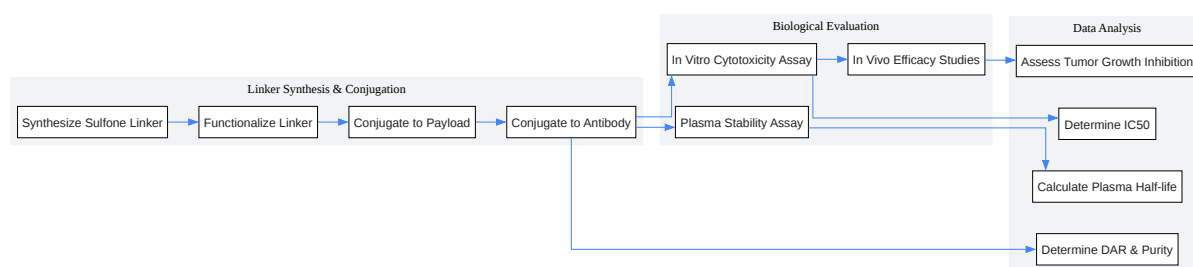 Linker Synthesis & Conjugation
Synthesize Sulfone Linker
Functionalize Linker
Conjugate to Payload
Conjugate to Antibody
Biological Evaluation
In Vitro Cytotoxicity Assay
In Vivo Efficacy Studies
Plasma Stability Assay
Data Analysis
Assess Tumor Growth Inhibition
Determine IC50
Calculate Plasma Half-life
Determine DAR & Purity